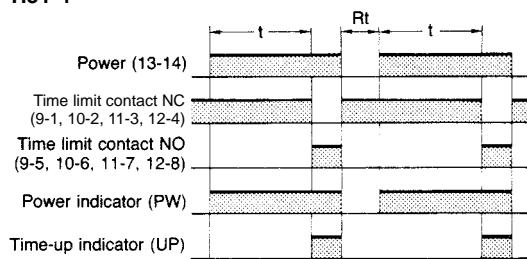 t Rt t
Power (13-14)
Time limit contact NC
(9-1, 10-2, 11-3, 12-4)
Time limit contact NO
(9-5, 10-6, 11-7, 12-8)
Power indicator (PW)
Time-up indicator (UP)